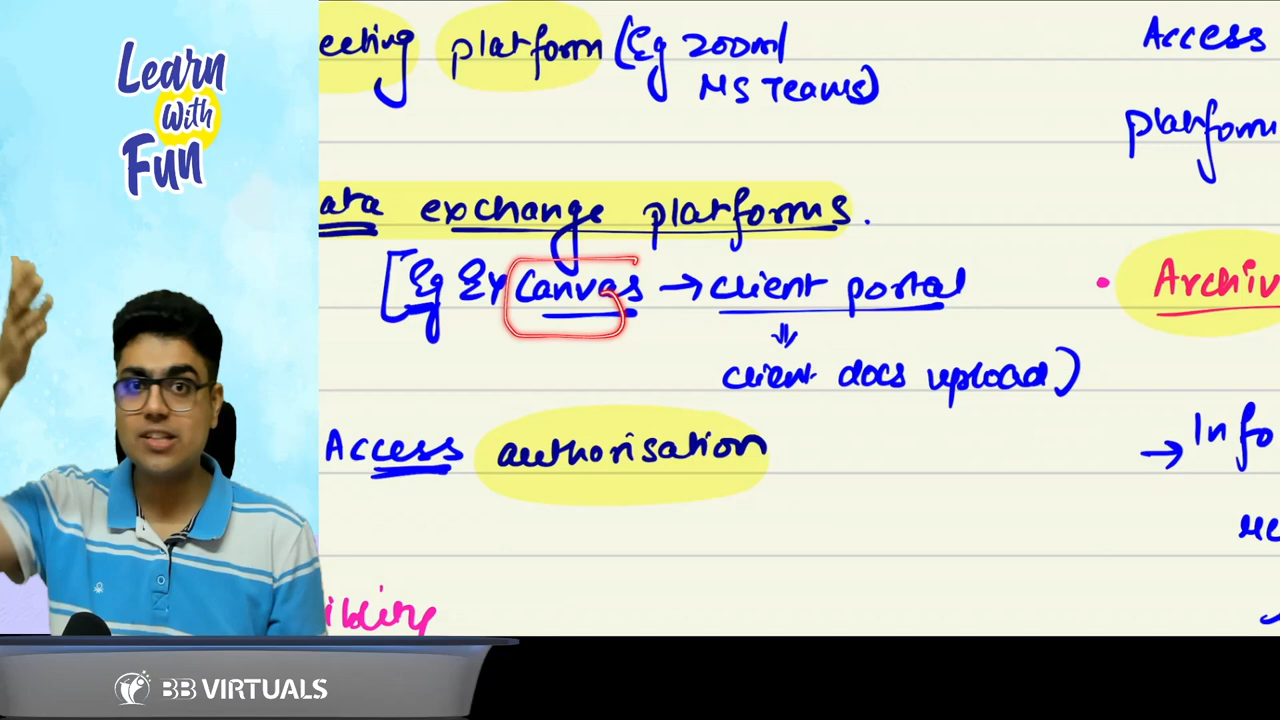 Learn
With
Fun
eeting platform (Eg zoom/
MS Teams)
ata exchange platforms.
[Eg EY Canvas → client portal
⇓
client docs upload)
Access authorisation
ibility
Access
platform
• Archiv
→ Info
BB VIRTUALS